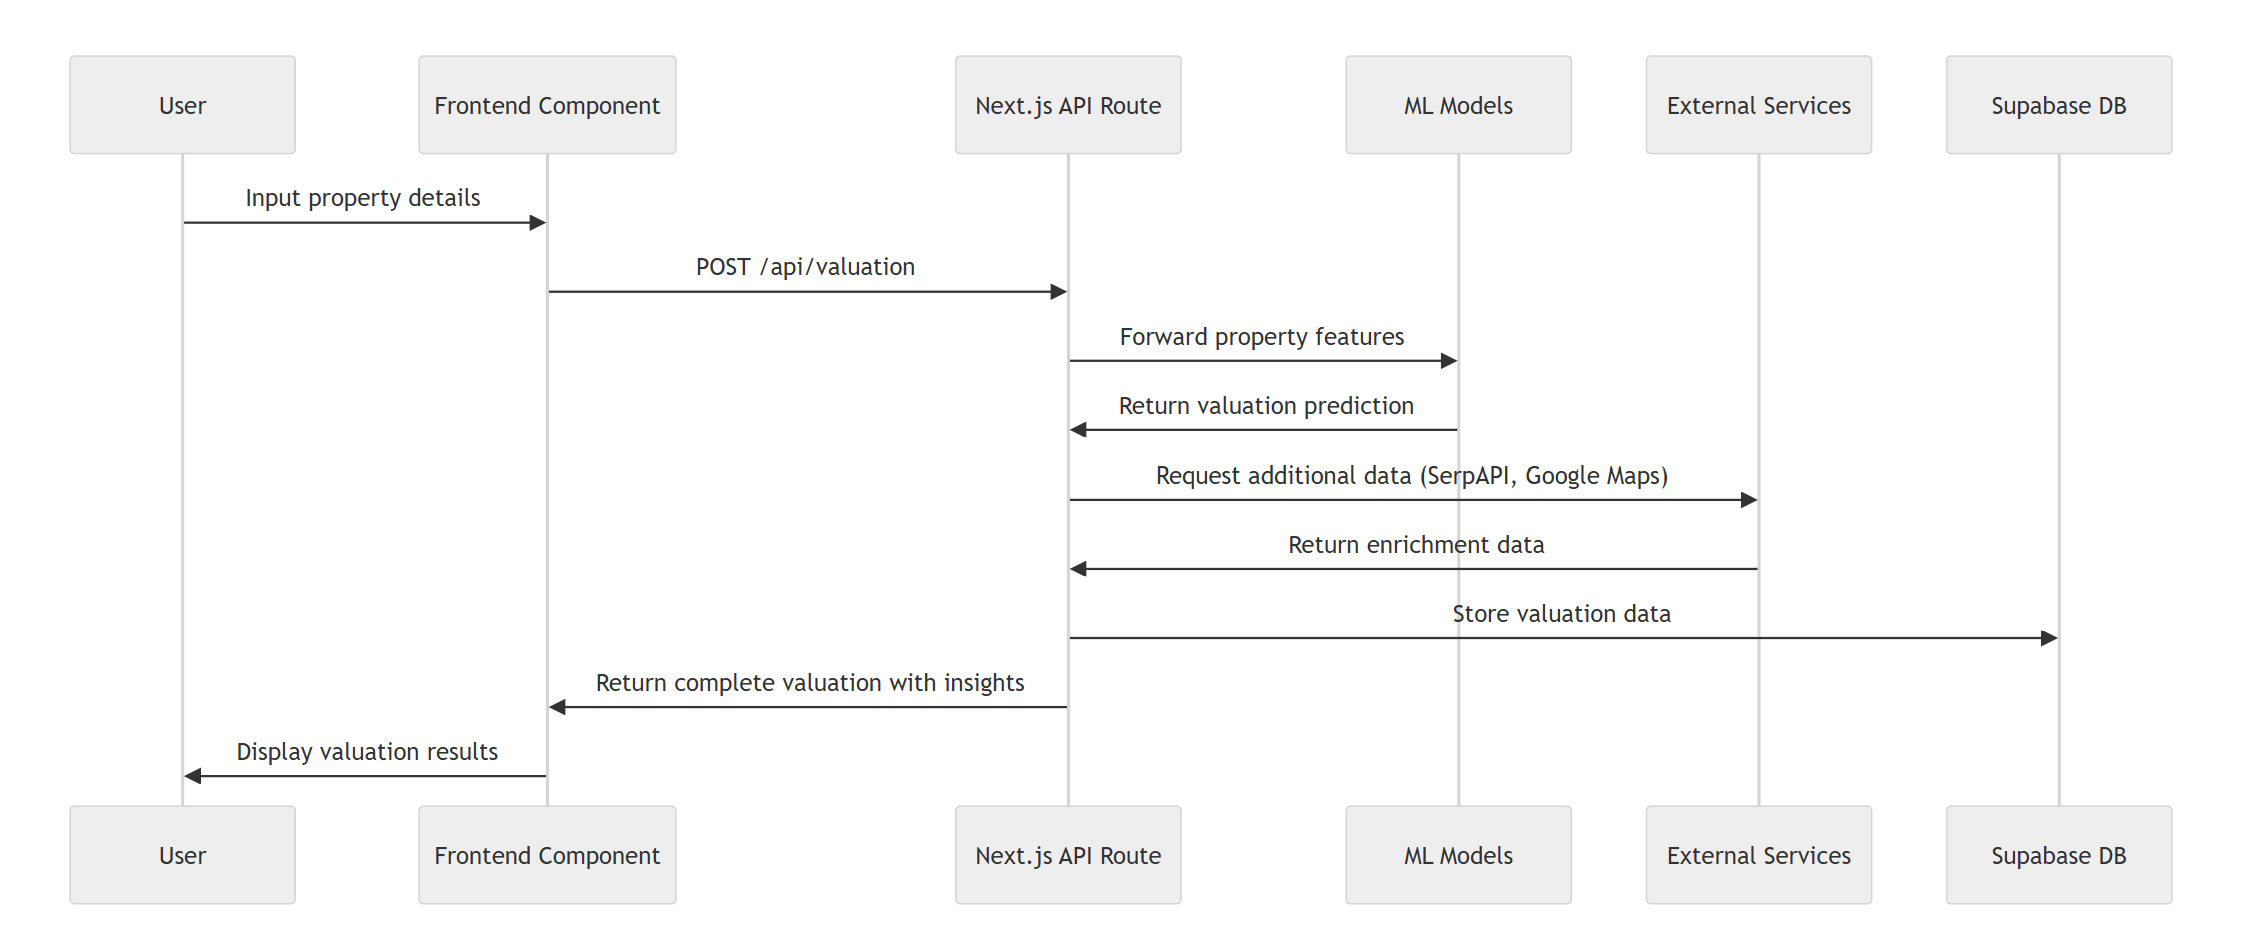 User
Frontend Component
Next.js API Route
ML Models
External Services
Supabase DB
Input property details
POST /api/valuation
Forward property features
Return valuation prediction
Request additional data (SerpAPI, Google Maps)
Return enrichment data
Store valuation data
Return complete valuation with insights
Display valuation results
User
Frontend Component
Next.js API Route
ML Models
External Services
Supabase DB